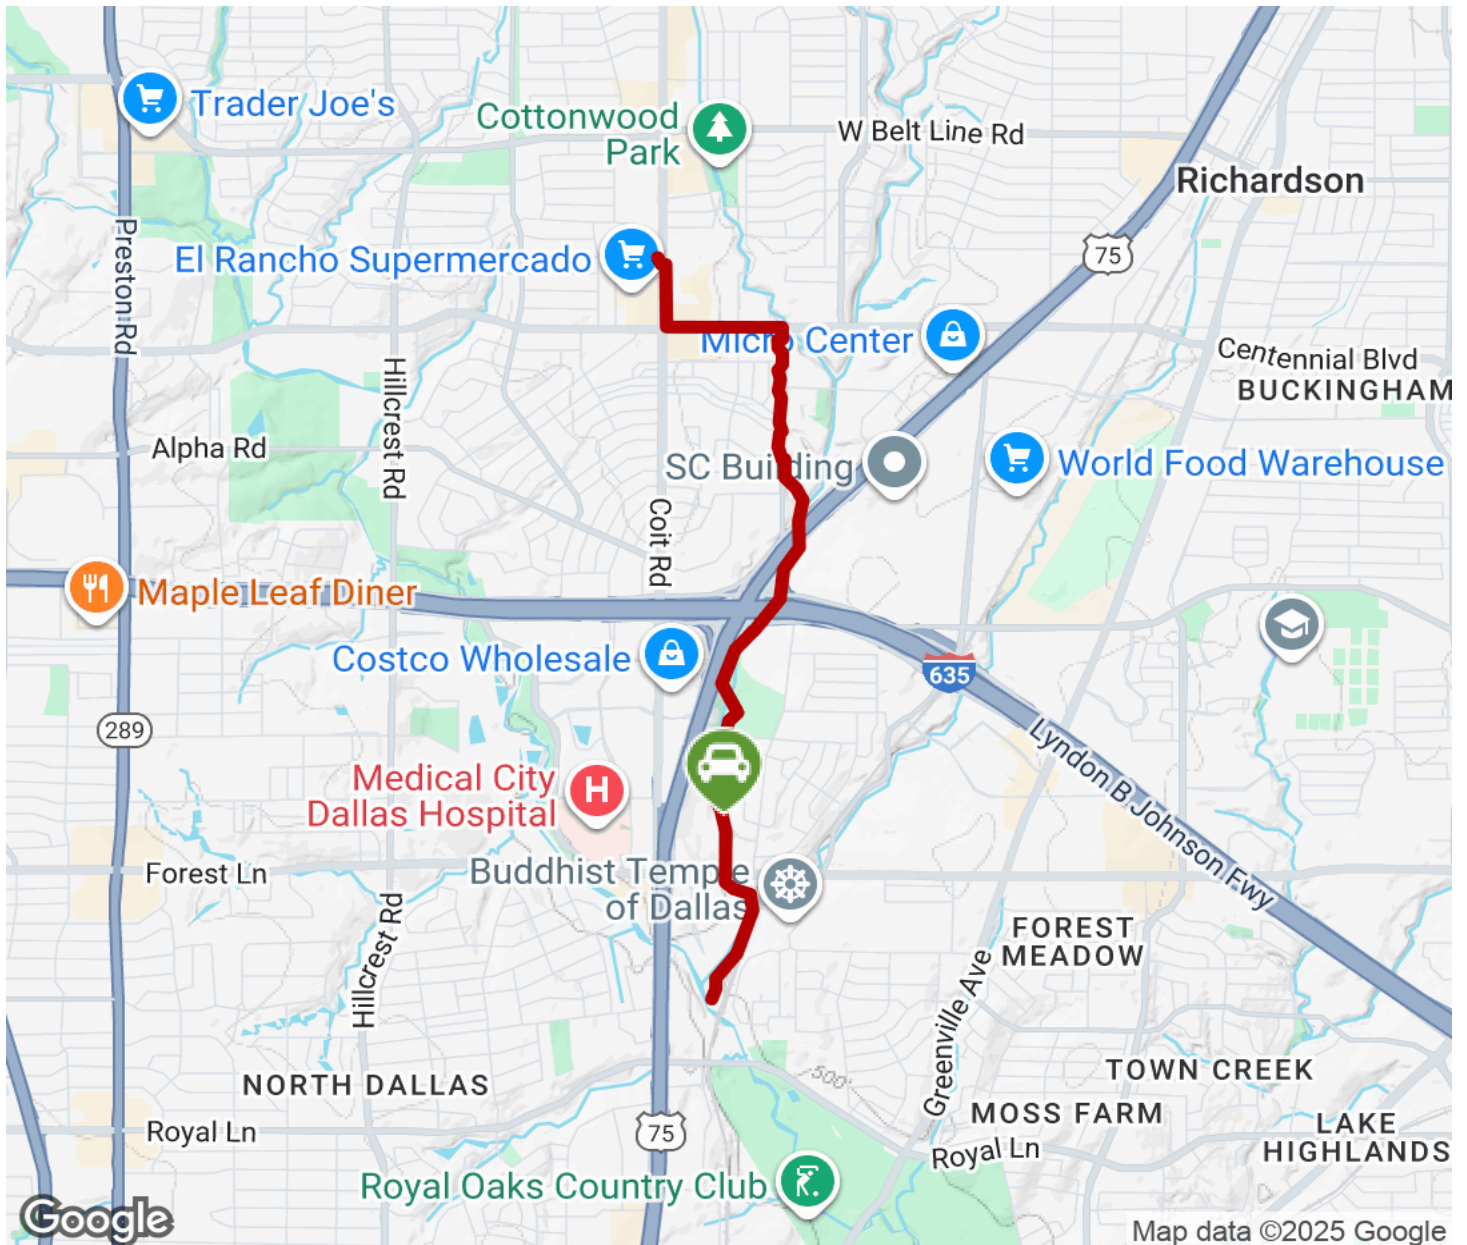 Trader Joe's
Cottonwood
Park
W Belt Line Rd
Richardson
Preston Rd
El Rancho Supermercado
75
Micro Center
Centennial Blvd
BUCKINGHAM
Hillcrest Rd
Alpha Rd
SC Building
World Food Warehouse
Coit Rd
Maple Leaf Diner
Costco Wholesale
635
289
Lyndon B Johnson Fwy
Medical City
Dallas Hospital
H
Forest Ln
Buddhist Temple
of Dallas
Hillcrest Rd
FOREST
MEADOW
Greenville Ave
500'
NORTH DALLAS
TOWN CREEK
MOSS FARM
75
Royal Ln
Royal Ln
LAKE
HIGHLANDS
Royal Oaks Country Club
Google
Map data ©2025 Google